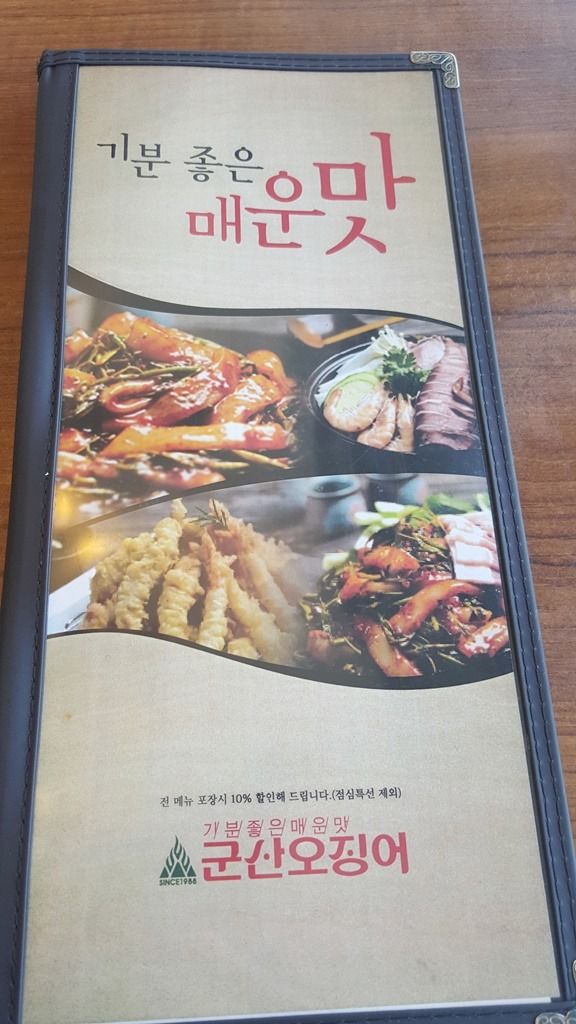 기분 좋은
매운맛
전 메뉴 포장시 10% 할인해 드립니다.(점심특선 제외)
기분좋은매운맛
군산오징어
SINCE1988